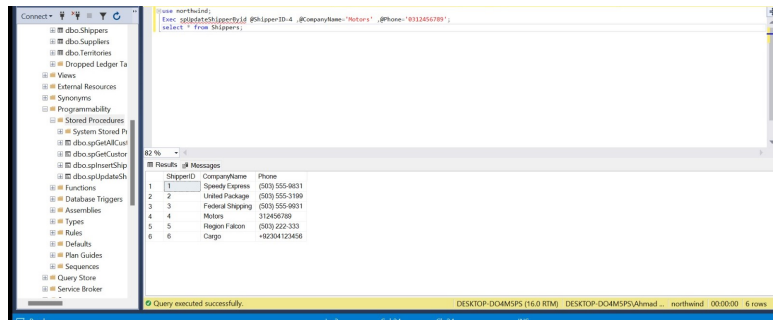 Connect
use northwind;
Exec spUpdateShipperByid @ShipperID=4 ,@CompanyName='Motors' ,@Phone='0312456789';
select * from Shippers;
dbo.Shippers
dbo.Suppliers
dbo.Territories
Dropped Ledger Ta
Views
External Resources
Synonyms
Programmability
Stored Procedures
System Stored Pr
dbo.spGetAllCust
dbo.spGetCustor
dbo.spInsertShip
dbo.spUpdateSh
Functions
Database Triggers
Assemblies
Types
Rules
Defaults
Plan Guides
Sequences
Query Store
Service Broker
82 %
Results Messages
ShipperID CompanyName Phone
1 1 Speedy Express (503) 555-9831
2 2 United Package (503) 555-3199
3 3 Federal Shipping (503) 555-9931
4 4 Motors 312456789
5 5 Region Falcon (503) 222-333
6 6 Cargo +92304123456
Query executed successfully. DESKTOP-DO4M5PS (16.0 RTM) DESKTOP-DO4M5PS\Ahmad ... northwind 00:00:00 6 rows